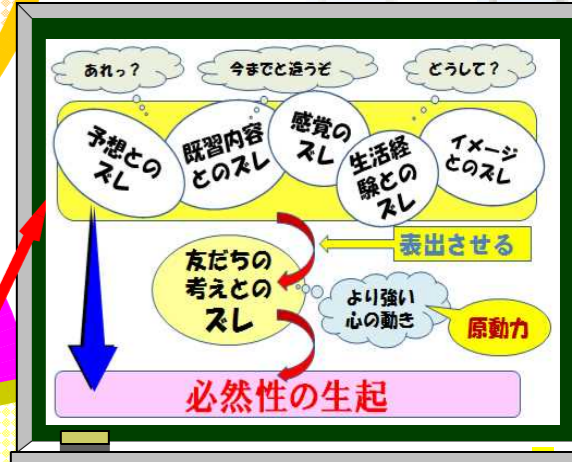 あれっ?
今までと違うぞ
どうして?
予想との
ズレ
既習内容
とのズレ
感覚の
ズレ
生活経
験との
ズレ
イメージ
とのズレ
表出させる
友だちの
考えとの
ズレ
より強い
心の動き
原動力
必然性の生起